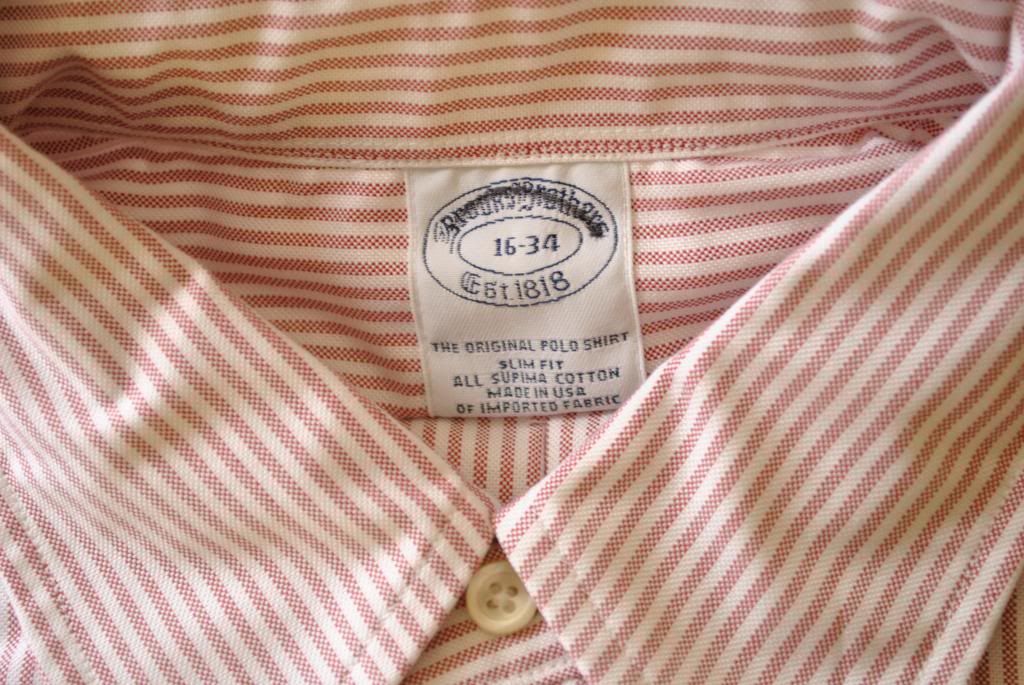 Brooks Brothers
16-34
Est. 1818
THE ORIGINAL POLO SHIRT
SLIM FIT
ALL SUPIMA COTTON
MADE IN USA
OF IMPORTED FABRIC